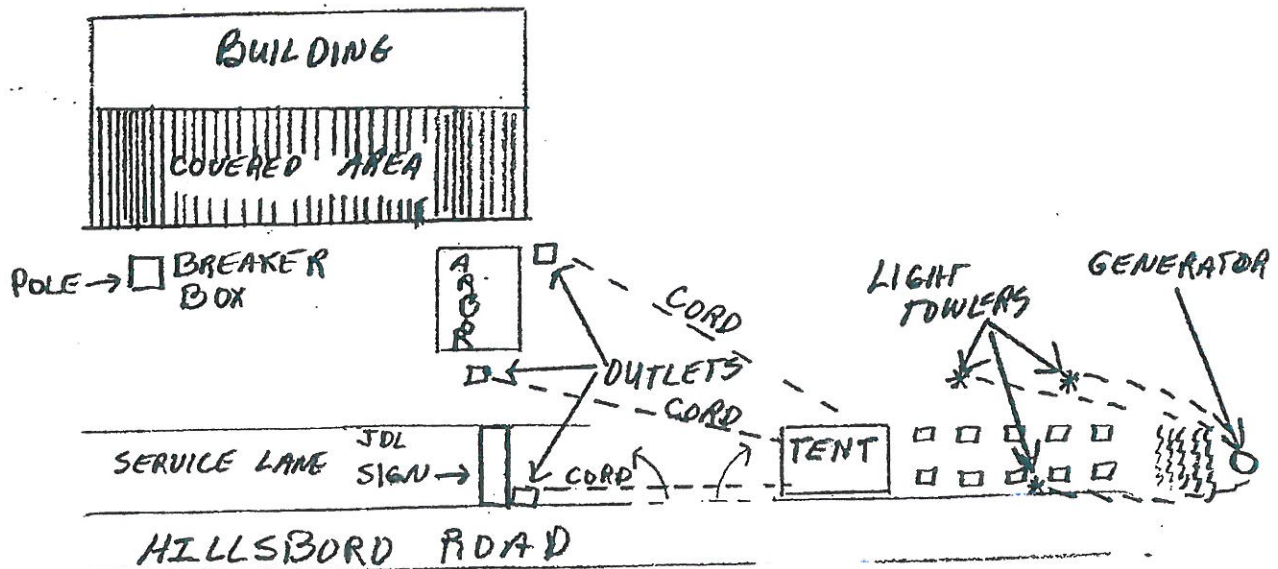 BUILDING
COVERED AREA
POLE → BREAKER
BOX
ARBOR
CORD
LIGHT
TOWERS
GENERATOR
OUTLETS
CORD
TENT
SERVICE LANE
JDL
SIGN →
CORD
HILLSBORO ROAD